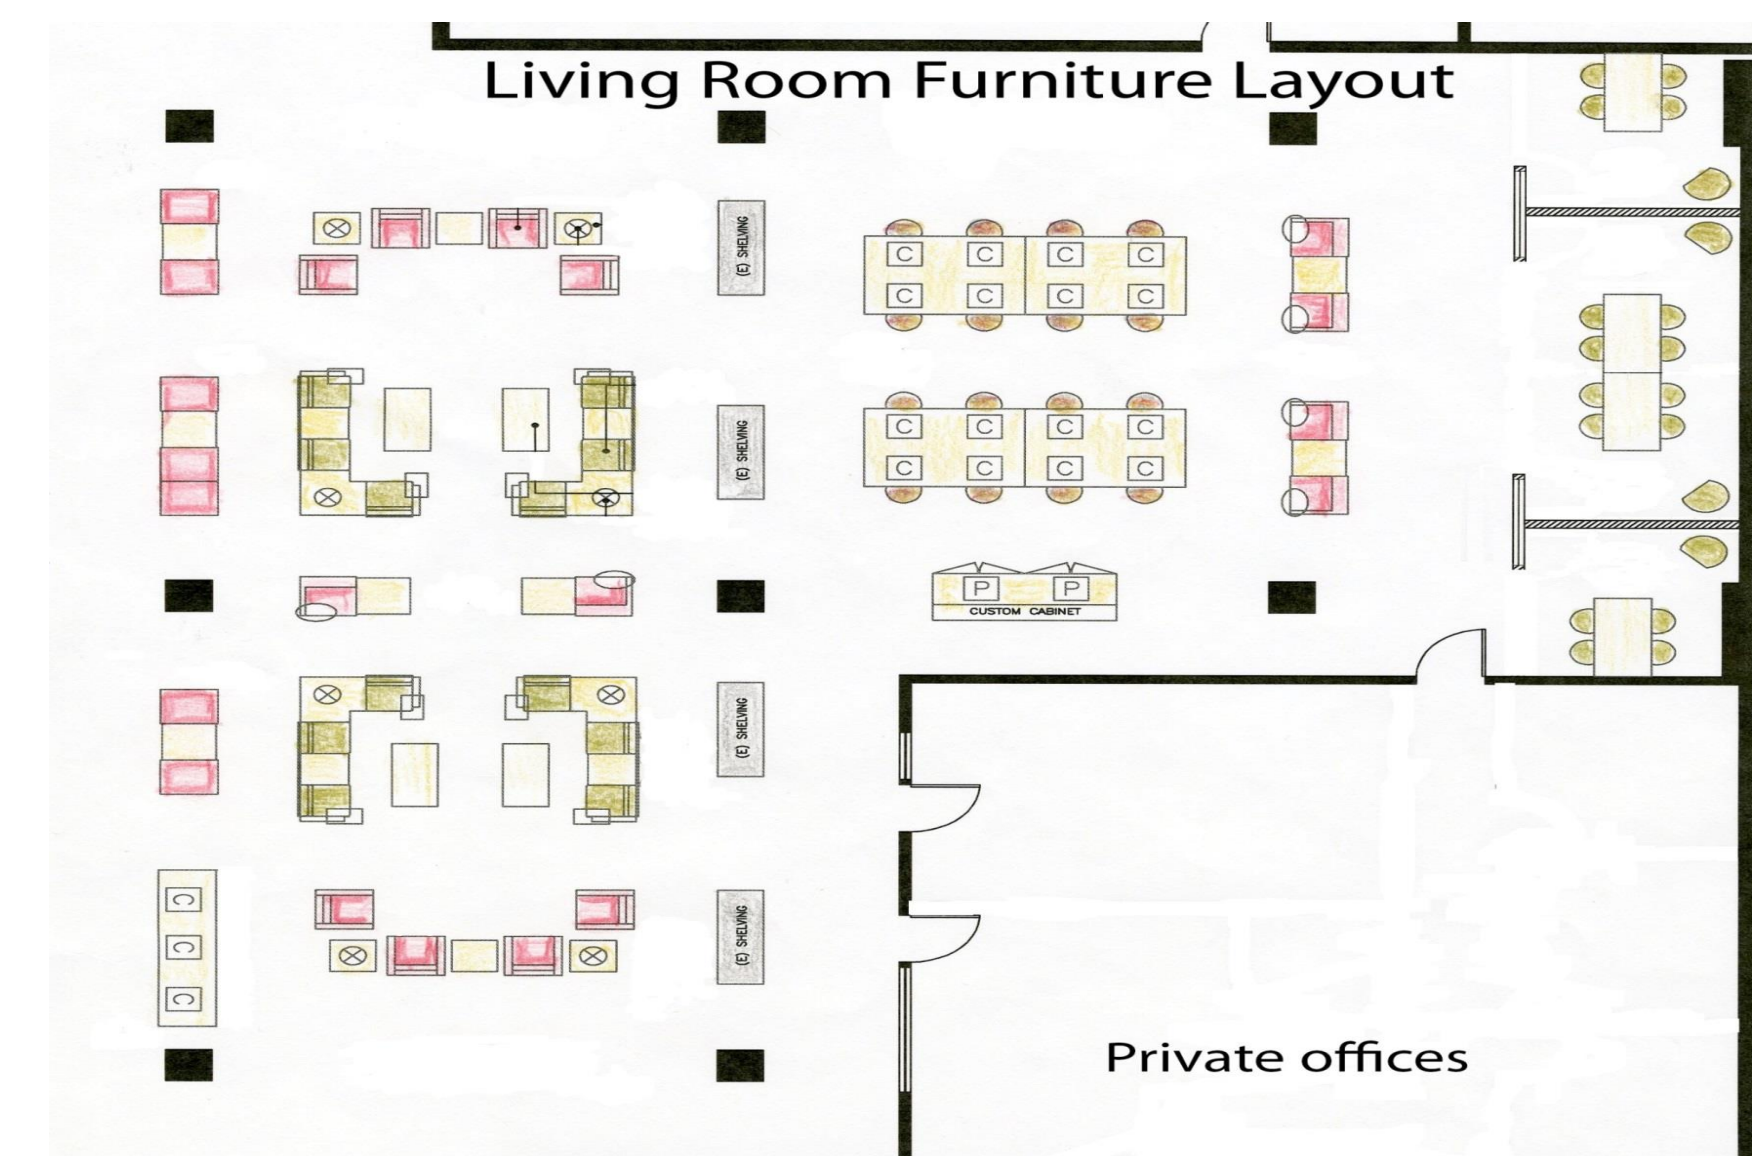 Living Room Furniture Layout
(E) SHELVING
C C C C
C C C C
(E) SHELVING
C C C C
C C C C
P P
CUSTOM CABINET
(E) SHELVING
C
C
C
(E) SHELVING
Private offices